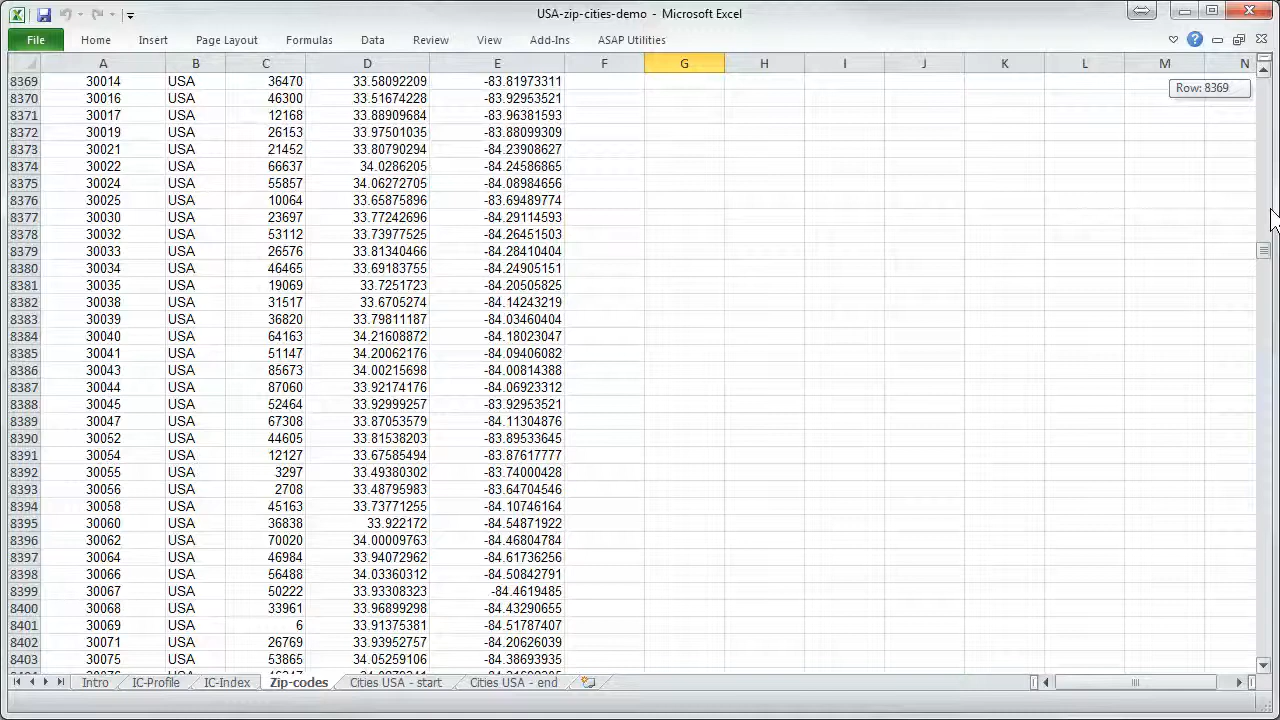 USA-zip-cities-demo - Microsoft Excel
File Home Insert Page Layout Formulas Data Review View Add-Ins ASAP Utilities
A B C D E F G H I J K L M N
8369 30014 USA 36470 33.58092209 -83.81973311
Row: 8369
8370 30016 USA 46300 33.51674228 -83.92953521
8371 30017 USA 12168 33.88909684 -83.96381593
8372 30019 USA 26153 33.97501035 -83.88099309
8373 30021 USA 21452 33.80790294 -84.23908627
8374 30022 USA 66637 34.0286205 -84.24586865
8375 30024 USA 55857 34.06272705 -84.08984656
8376 30025 USA 10064 33.65875896 -83.69489774
8377 30030 USA 23697 33.77242696 -84.29114593
8378 30032 USA 53112 33.73977525 -84.26451503
8379 30033 USA 26576 33.81340466 -84.28410404
8380 30034 USA 46465 33.69183755 -84.24905151
8381 30035 USA 19069 33.7251723 -84.20505825
8382 30038 USA 31517 33.6705274 -84.14243219
8383 30039 USA 36820 33.79811187 -84.03460404
8384 30040 USA 64163 34.21608872 -84.18023047
8385 30041 USA 51147 34.20062176 -84.09406082
8386 30043 USA 85673 34.00215698 -84.00814388
8387 30044 USA 87060 33.92174176 -84.06923312
8388 30045 USA 52464 33.92999257 -83.92953521
8389 30047 USA 67308 33.87053579 -84.11304876
8390 30052 USA 44605 33.81538203 -83.89533645
8391 30054 USA 12127 33.67585494 -83.87617777
8392 30055 USA 3297 33.49380302 -83.74000428
8393 30056 USA 2708 33.48795983 -83.64704546
8394 30058 USA 45163 33.73771255 -84.10746164
8395 30060 USA 36838 33.922172 -84.54871922
8396 30062 USA 70020 34.00009763 -84.46804784
8397 30064 USA 46984 33.94072962 -84.61736256
8398 30066 USA 56488 34.03360312 -84.50842791
8399 30067 USA 50222 33.93308323 -84.4619485
8400 30068 USA 33961 33.96899298 -84.43290655
8401 30069 USA 6 33.91375381 -84.51787407
8402 30071 USA 26769 33.93952757 -84.20626039
8403 30075 USA 53865 34.05259106 -84.38693935
Intro IC-Profile IC-Index Zip-codes Cities USA - start Cities USA - end